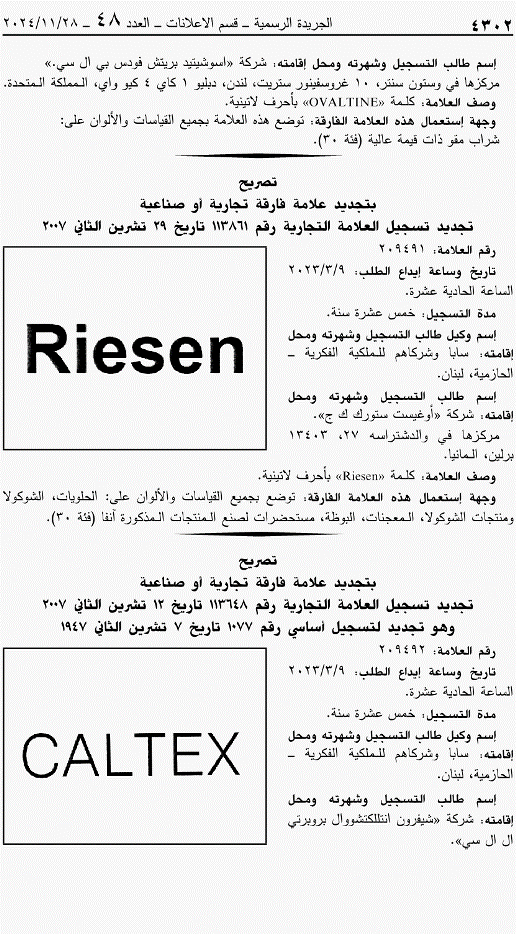 ٤٣٠٢
الجريدة الرسمية ـ قسم الاعلانات ـ العدد ٤٨ ـ ٢٠٢٤/١١/٢٨
إسم طالب التسجيل وشهرته ومحل إقامته: شركة «اسوشيتيد بريتش فودس بي ال سي.»
مركزها في وستون سنتر، ١٠ غروسفينور ستريت، لندن، دبليو ١ كاي ٤ كيو واي، المملكة المتحدة.
وصف العلامة: كلمة «OVALTINE» بأحرف لاتينية.
وجهة إستعمال هذه العلامة الفارقة: توضع هذه العلامة بجميع القياسات والألوان على:
شراب مقو ذات قيمة عالية (فئة ٣٠).
تصريح
بتجديد علامة فارقة تجارية أو صناعية
تجديد تسجيل العلامة التجارية رقم ١١٣٨٦١ تاريخ ٢٩ تشرين الثاني ٢٠٠٧
رقم العلامة: ٢٠٩٤٩١
تاريخ وساعة إيداع الطلب: ٢٠٢٣/٣/٩
الساعة الحادية عشرة.
مدة التسجيل: خمس عشرة سنة.
إسم وكيل طالب التسجيل وشهرته ومحل
إقامته: سابا وشركاهم للملكية الفكرية ـ
الحازمية، لبنان.
إسم طالب التسجيل وشهرته ومحل
إقامته: شركة «أوغيست ستورك ك ج».
مركزها في والدشتراسه ٢٧، ١٣٤٠٣
برلين، المانيا.
Riesen
وصف العلامة: كلمة «Riesen» بأحرف لاتينية.
وجهة إستعمال هذه العلامة الفارقة: توضع بجميع القياسات والألوان على: الحلويات، الشوكولا
ومنتجات الشوكولا، المعجنات، البوظة، مستحضرات لصنع المنتجات المذكورة آنفا (فئة ٣٠).
تصريح
بتجديد علامة فارقة تجارية أو صناعية
تجديد تسجيل العلامة التجارية رقم ١١٣٦٤٨ تاريخ ١٢ تشرين الثاني ٢٠٠٧
وهو تجديد لتسجيل أساسي رقم ١٠٧٧ تاريخ ٧ تشرين الثاني ١٩٤٧
رقم العلامة: ٢٠٩٤٩٢
تاريخ وساعة إيداع الطلب: ٢٠٢٣/٣/٩
الساعة الحادية عشرة.
مدة التسجيل: خمس عشرة سنة.
إسم وكيل طالب التسجيل وشهرته ومحل
إقامته: سابا وشركاهم للملكية الفكرية ـ
الحازمية، لبنان.
إسم طالب التسجيل وشهرته ومحل
إقامته: شركة «شيفرون انتللكتشووال بروبرتي
ال ال سي».
CALTEX